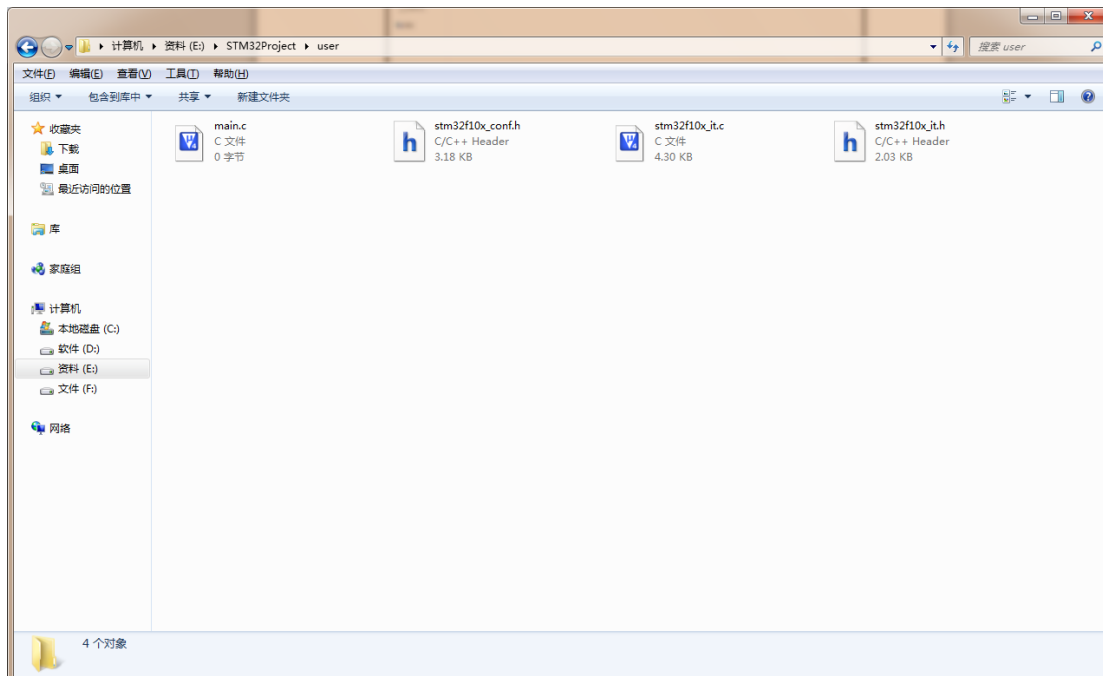 计算机 资料 (E:) STM32Project user
搜索 user
文件(F) 编辑(E) 查看(V) 工具(T) 帮助(H)
组织 包含到库中 共享 新建文件夹
收藏夹
下载
桌面
最近访问的位置
库
家庭组
计算机
本地磁盘 (C:)
软件 (D:)
资料 (E:)
文件 (F:)
网络
main.c
C 文件
0 字节
stm32f10x_conf.h
C/C++ Header
3.18 KB
stm32f10x_it.c
C 文件
4.30 KB
stm32f10x_it.h
C/C++ Header
2.03 KB
4 个对象